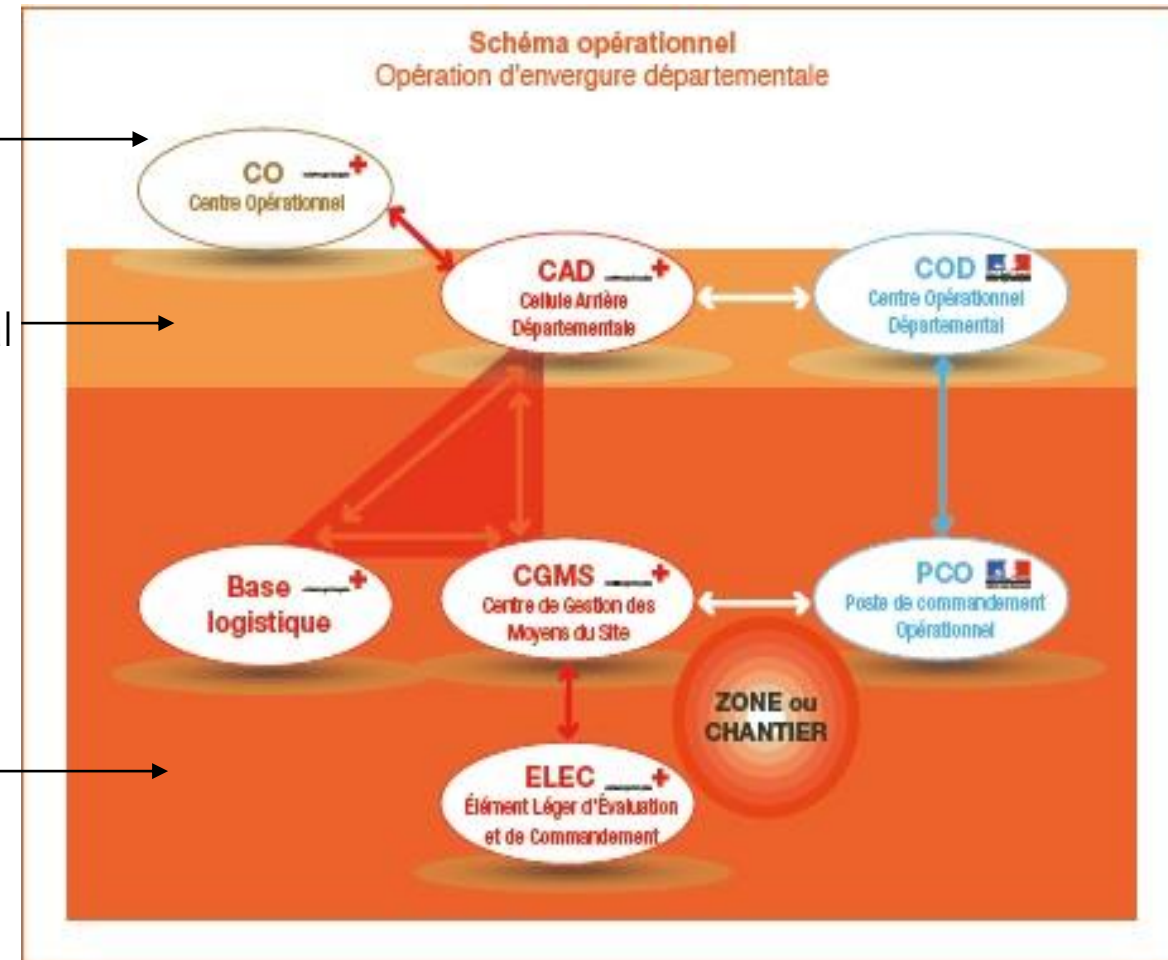 Schéma opérationnel
Opération d'envergure départementale
CO
Centre Opérationnel
CAD
Cellule Arrière
Départementale
COD
Centre Opérationnel
Départemental
Base
logistique
CGMS
Centre de Gestion des
Moyens du Site
PCO
Poste de commandement
Opérationnel
ZONE ou
CHANTIER
ELEC
Élément Léger d'Évaluation
et de Commandement